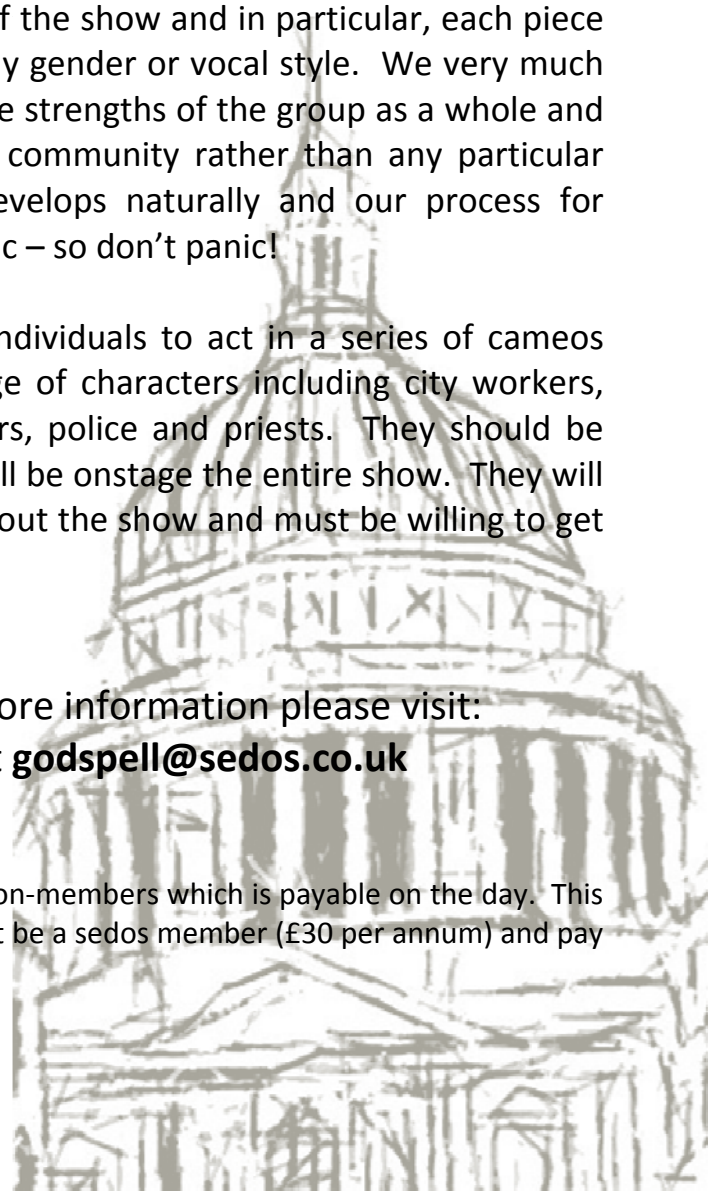 f the show and in particular, each piece
y gender or vocal style. We very much
e strengths of the group as a whole and
community rather than any particular
evelops naturally and our process for
c – so don't panic!
ndividuals to act in a series of cameos
ge of characters including city workers,
rs, police and priests. They should be
ll be onstage the entire show. They will
out the show and must be willing to get
ore information please visit:
t godspell@sedos.co.uk
on-members which is payable on the day. This
t be a sedos member (£30 per annum) and pay